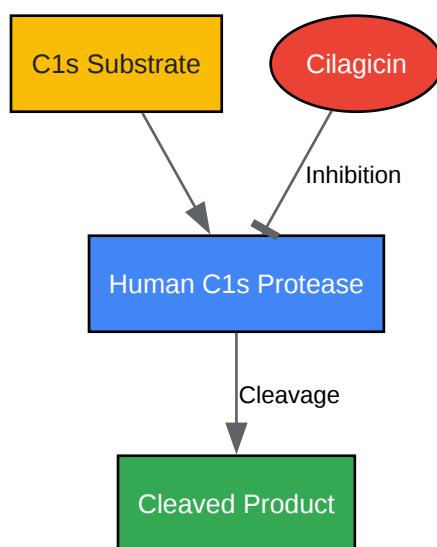 C1s Substrate
Cilagicin
Inhibition
Human C1s Protease
Cleavage
Cleaved Product